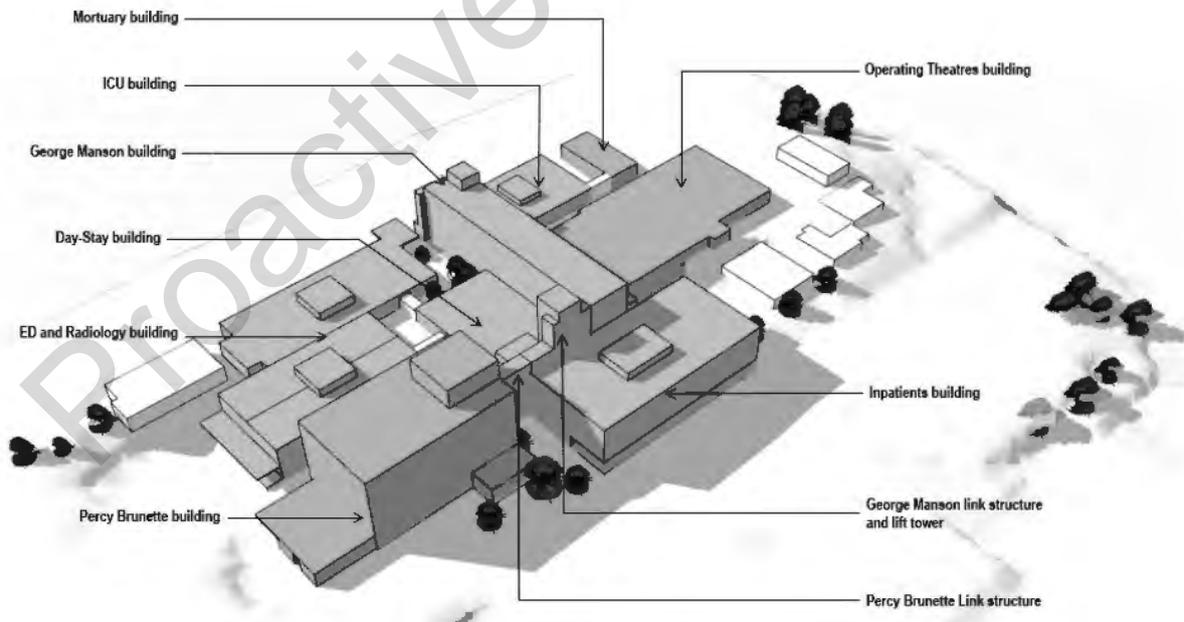 Mortuary building
ICU building
George Manson building
Day-Stay building
ED and Radiology building
Percy Brunette building
Operating Theatres building
Inpatients building
George Manson link structure
and lift tower
Percy Brunette Link structure
Proactive